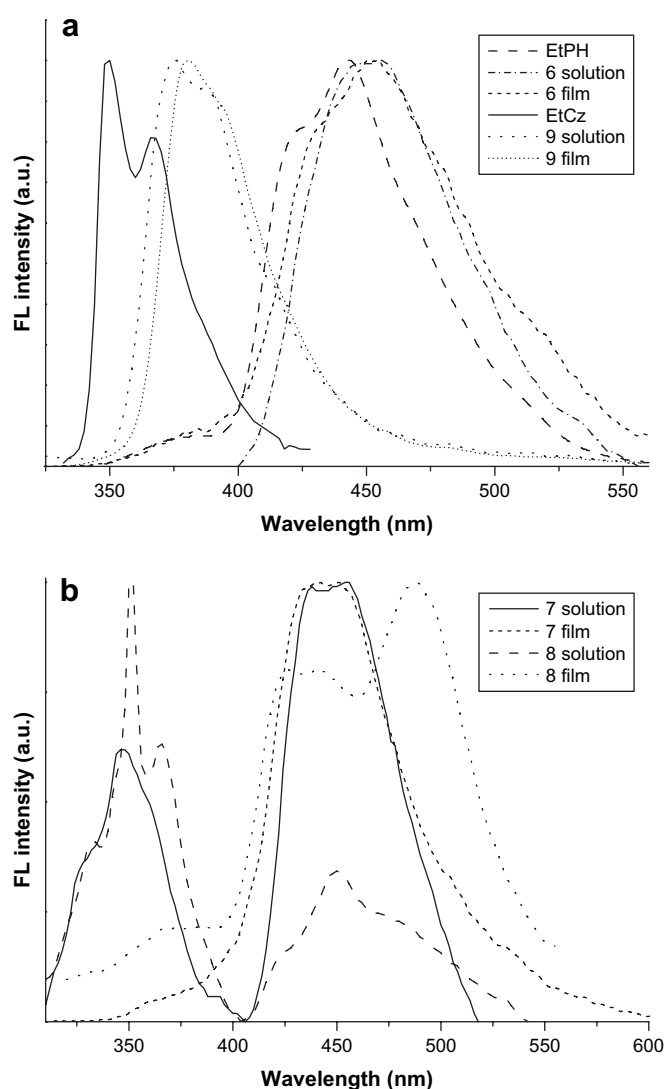 a
EtPH
6 solution
6 film
EtCz
9 solution
9 film
FL intensity (a.u.)
350 400 450 500 550
Wavelength (nm)
b
7 solution
7 film
8 solution
8 film
FL intensity (a.u.)
350 400 450 500 550 600
Wavelength (nm)